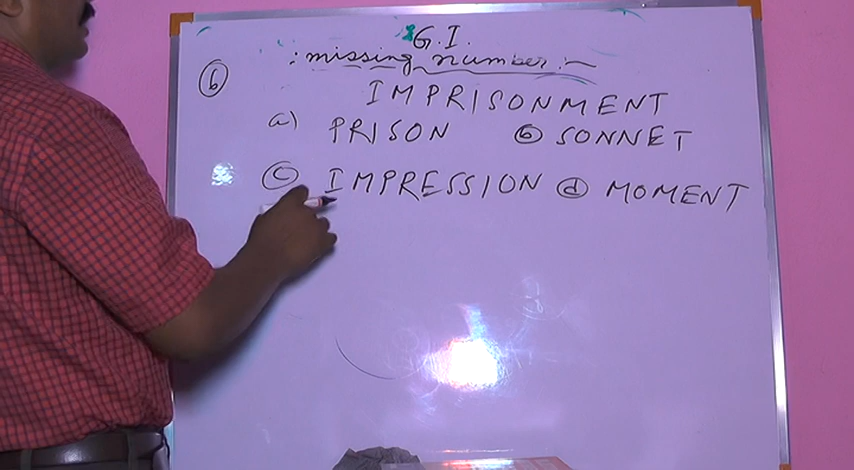 G.I.
: missing number :-
6 IMPRISONMENT
a) PRISON b SONNET
c IMPRESSION d MOMENT